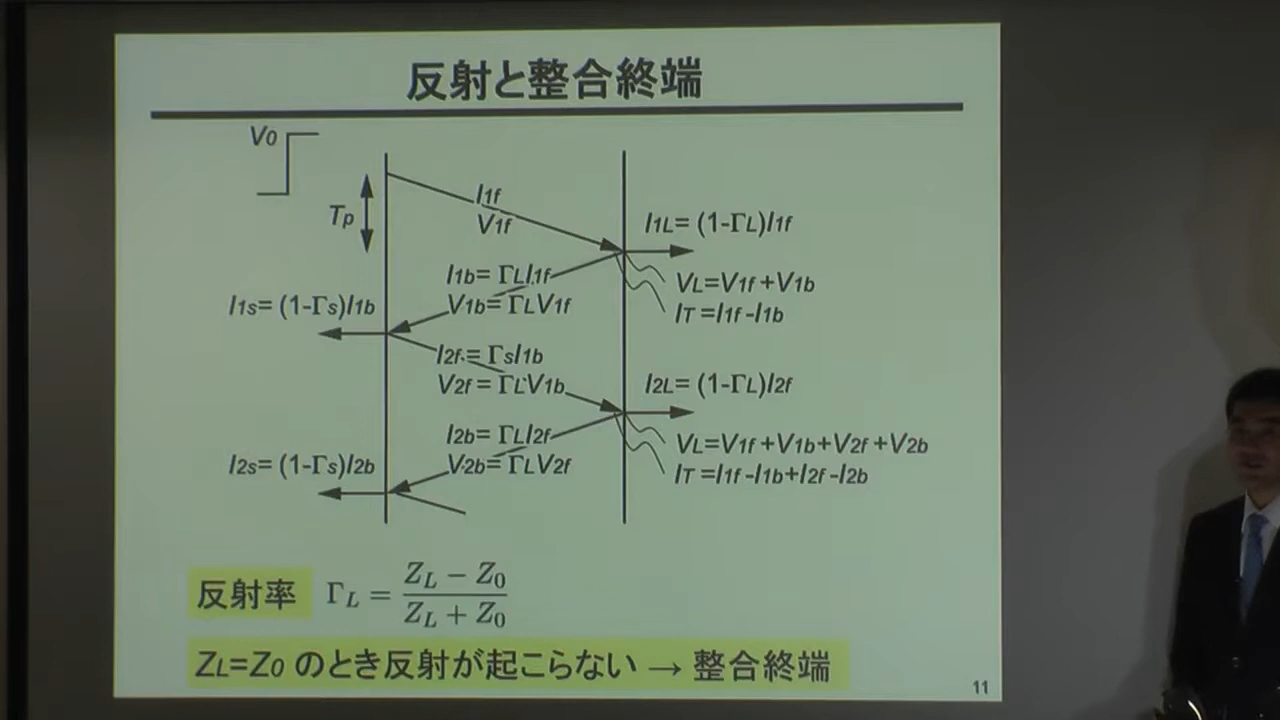 反射と整合終端
V0
Tp
I1f
V1f
I1L= (1-ΓL)I1f
I1b= ΓLI1f
V1b= ΓLV1f
VL=V1f +V1b
IT =I1f -I1b
I1s= (1-Γs)I1b
I2f= ΓsI1b
V2f = ΓLV1b
I2L= (1-ΓL)I2f
I2b= ΓLI2f
V2b= ΓLV2f
VL=V1f +V1b+V2f +V2b
IT =I1f -I1b+I2f -I2b
I2s= (1-Γs)I2b
反射率 ΓL = (ZL − Z0) / (ZL + Z0)
ZL=Z0 のとき反射が起こらない → 整合終端
11